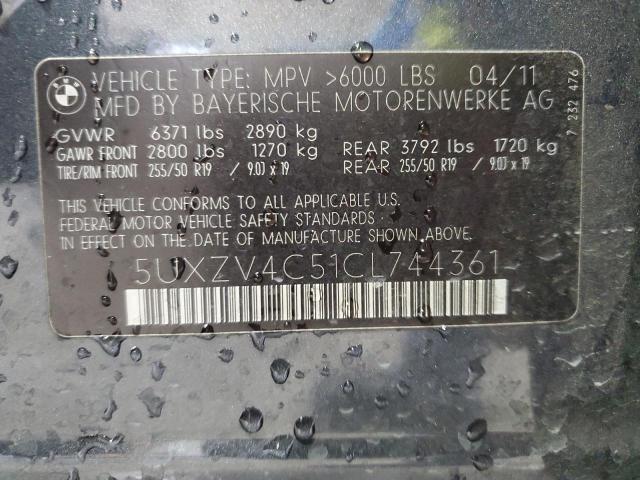 BMW
VEHICLE TYPE: MPV >6000 LBS 04/11
MFD BY BAYERISCHE MOTORENWERKE AG
GVWR 6371 lbs 2890 kg
GAWR FRONT 2800 lbs 1270 kg REAR 3792 lbs 1720 kg
TIRE/RIM FRONT 255/50 R19 / 9.0J x 19 REAR 255/50 R19 / 9.0J x 19
THIS VEHICLE CONFORMS TO ALL APPLICABLE U.S.
FEDERAL MOTOR VEHICLE SAFETY STANDARDS
IN EFFECT ON THE DATE OF MANUFACTURE SHOWN ABOVE.
5UXZV4C51CL744361
7 232 476